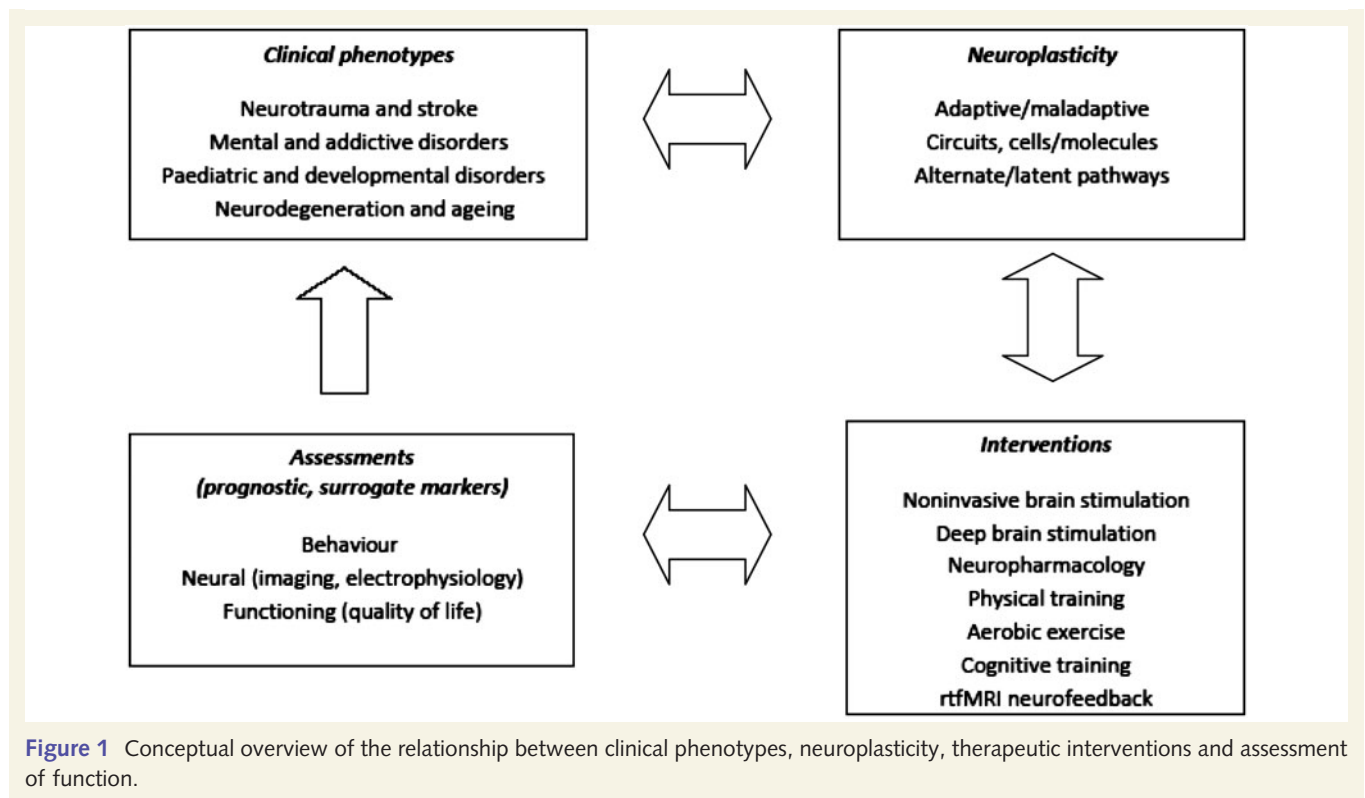 Clinical phenotypes
Neurotrauma and stroke
Mental and addictive disorders
Paediatric and developmental disorders
Neurodegeneration and ageing
Neuroplasticity
Adaptive/maladaptive
Circuits, cells/molecules
Alternate/latent pathways
Assessments
(prognostic, surrogate markers)
Behaviour
Neural (imaging, electrophysiology)
Functioning (quality of life)
Interventions
Noninvasive brain stimulation
Deep brain stimulation
Neuropharmacology
Physical training
Aerobic exercise
Cognitive training
rtfMRI neurofeedback
Figure 1 Conceptual overview of the relationship between clinical phenotypes, neuroplasticity, therapeutic interventions and assessment
of function.